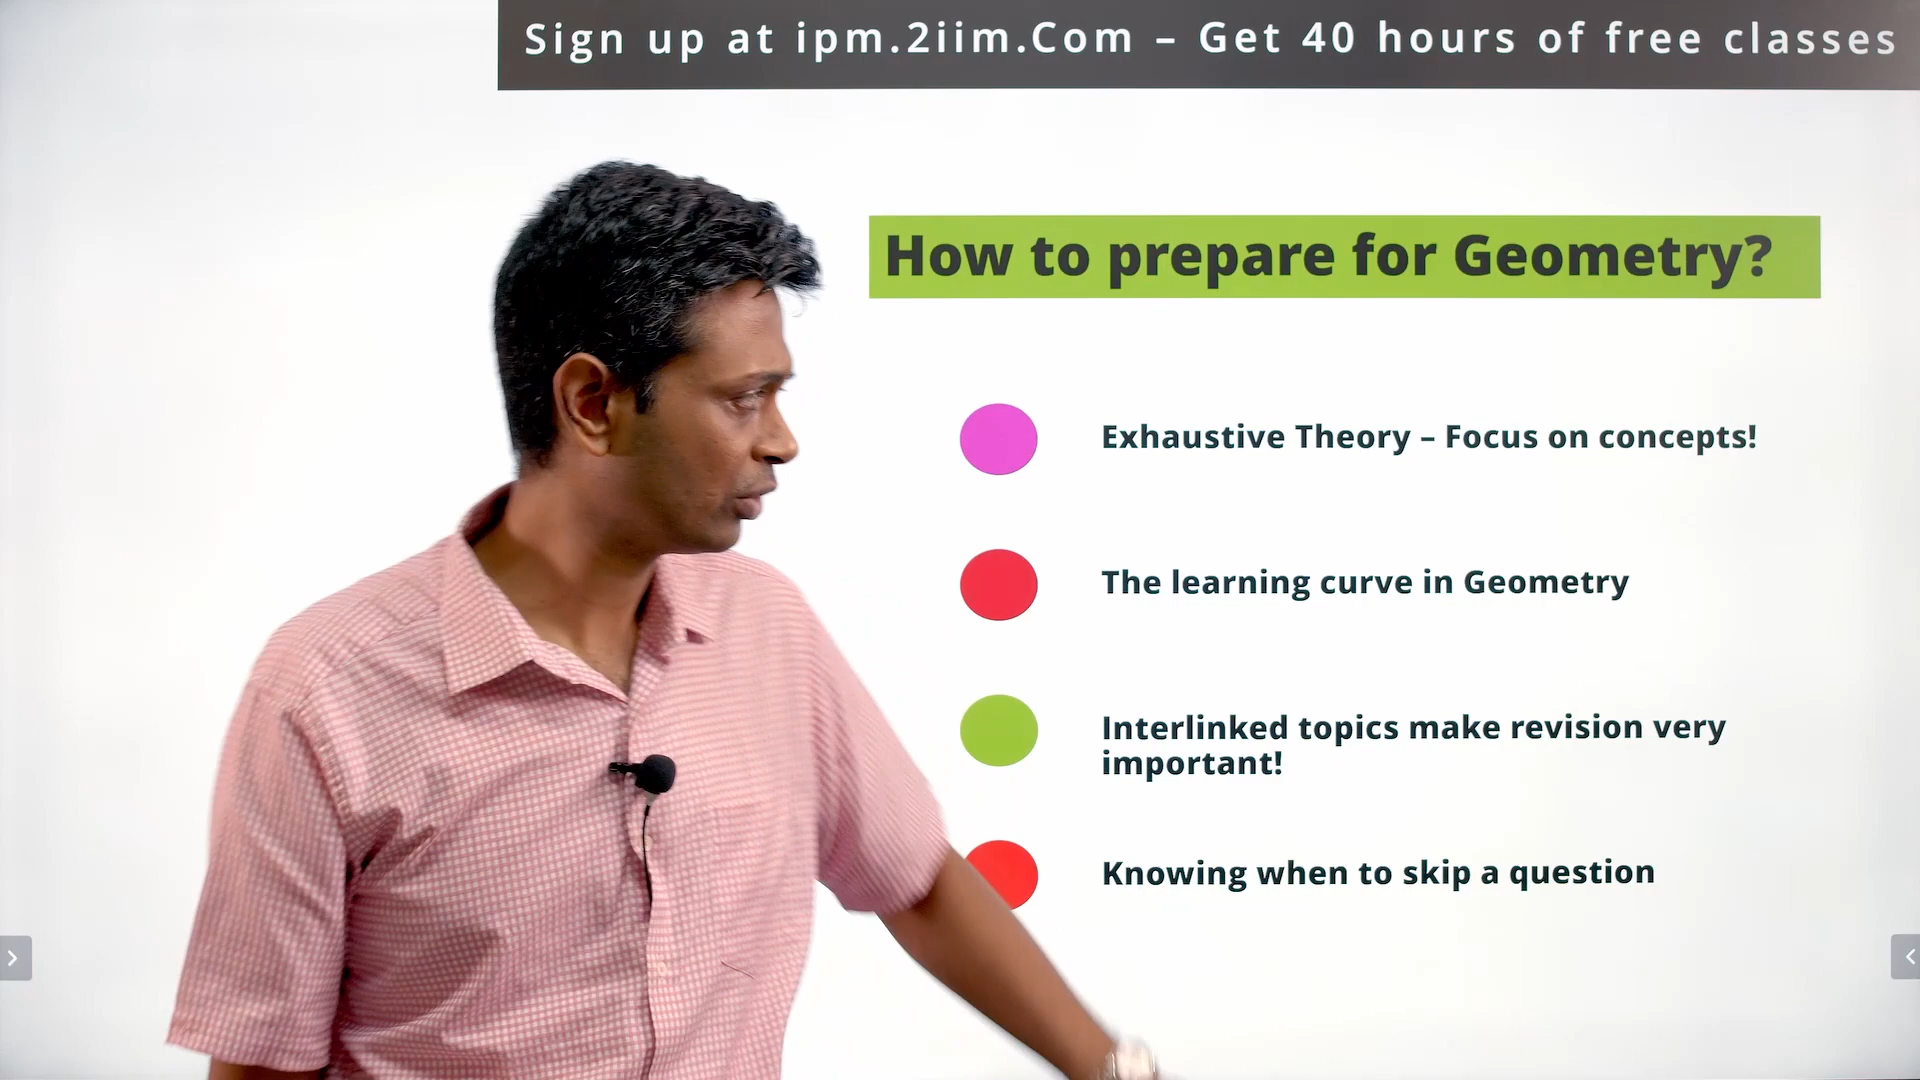 Sign up at ipm.2iim.Com – Get 40 hours of free classes
How to prepare for Geometry?
Exhaustive Theory – Focus on concepts!
The learning curve in Geometry
Interlinked topics make revision very
important!
Knowing when to skip a question